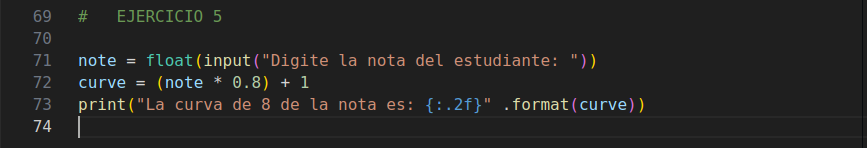 69 #   EJERCICIO 5
70
71 note = float(input("Digite la nota del estudiante: "))
72 curve = (note * 0.8) + 1
73 print("La curva de 8 de la nota es: {:.2f}" .format(curve))
74